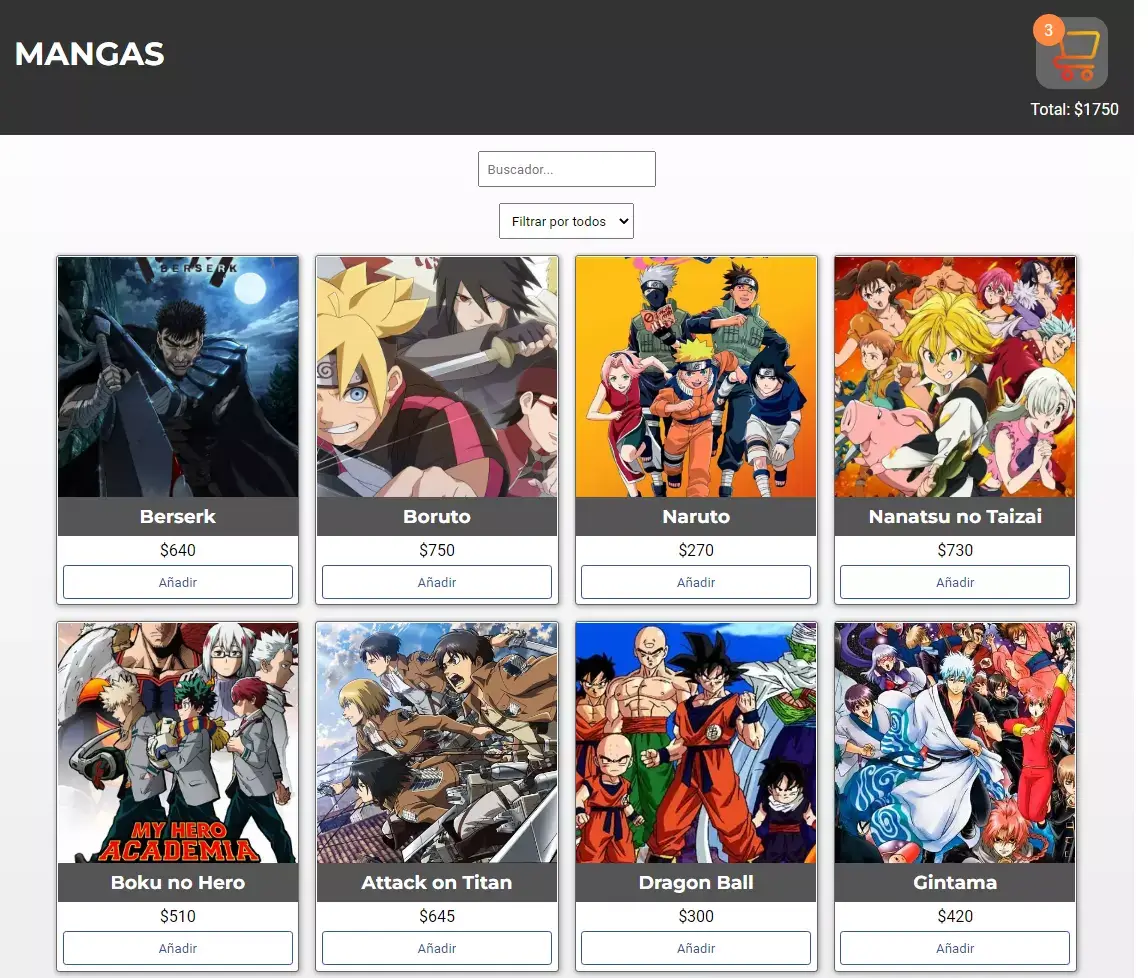 MANGAS
3
Total: $1750
Buscador...
Filtrar por todos
BERSERK
Berserk
$640
Añadir
Boruto
$750
Añadir
Naruto
$270
Añadir
Nanatsu no Taizai
$730
Añadir
MY HERO
ACADEMIA
Boku no Hero
$510
Añadir
Attack on Titan
$645
Añadir
Dragon Ball
$300
Añadir
Gintama
$420
Añadir